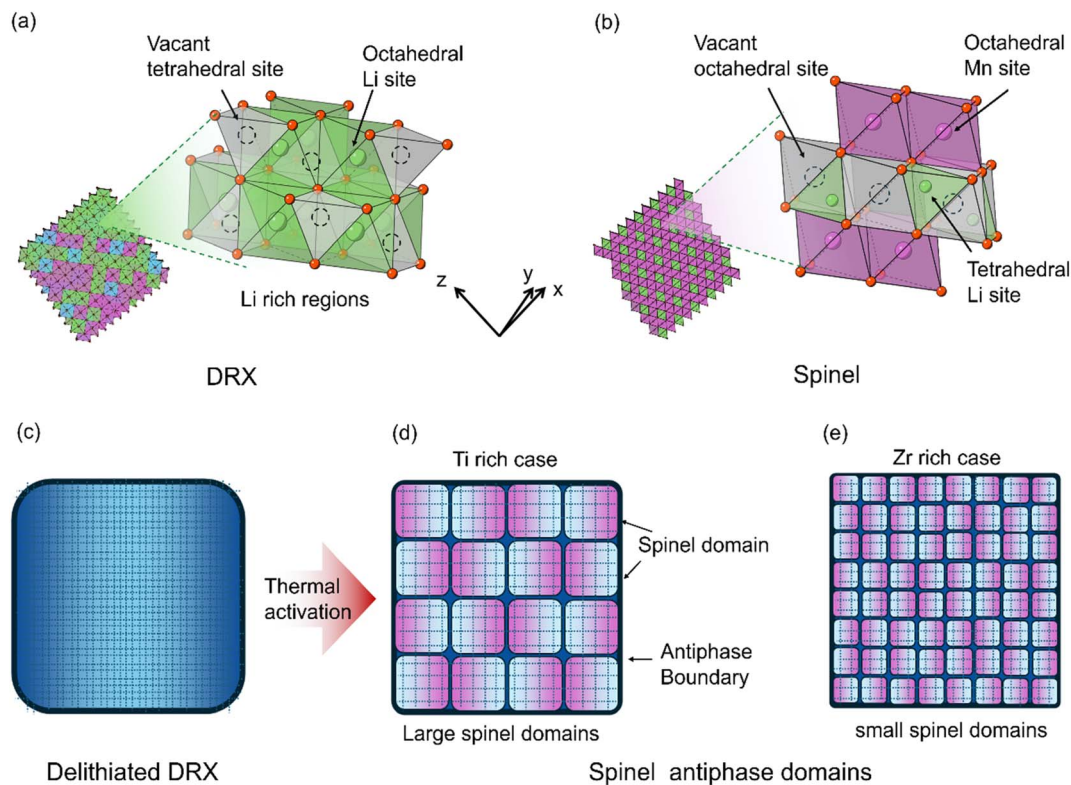 (a)
Vacant
tetrahedral site
Octahedral
Li site
Li rich regions
z
y
x
DRX
(b)
Vacant
octahedral site
Octahedral
Mn site
Tetrahedral
Li site
Spinel
(c)
Delithiated DRX
Thermal
activation
(d)
Ti rich case
Spinel domain
Antiphase
Boundary
Large spinel domains
(e)
Zr rich case
small spinel domains
Spinel antiphase domains